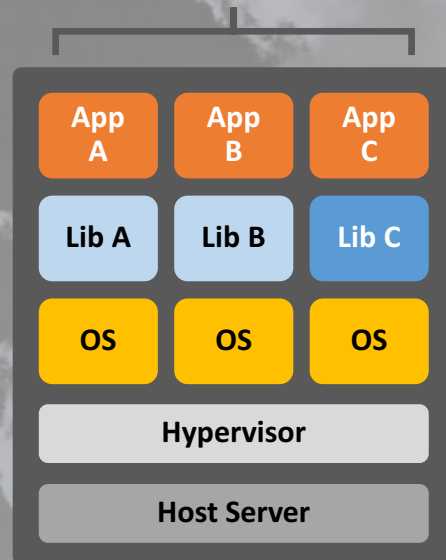 App
A
App
B
App
C
Lib A
Lib B
Lib C
OS
OS
OS
Hypervisor
Host Server